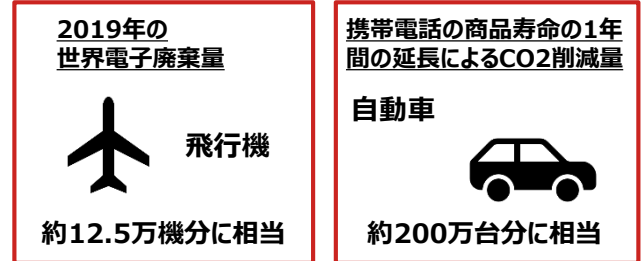 2019年の
世界電子廃棄量
飛行機
約12.5万機分に相当
携帯電話の商品寿命の1年
間の延長によるCO2削減量
自動車
約200万台分に相当